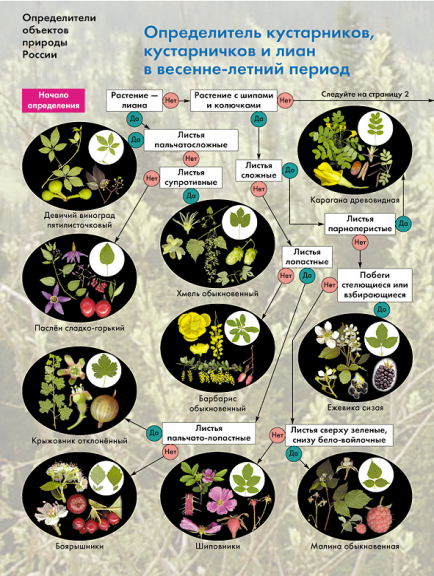 Определители
объектов
природы
России
Определитель кустарников,
кустарничков и лиан
в весенне-летний период
Начало
определения
Растение —
лиана
Нет
Растение с шипами
и колючками
Нет
Следуйте на страницу 2
Да
Да
Листья
пальчатосложные
Нет
Листья
супротивные
Листья
сложные
Да
Нет
Да
Нет
Девичий виноград
пятилисточковый
Карагана древовидная
Листья
парноперистые
Да
Нет
Листья
лопастные
Нет
Да
Хмель обыкновенный
Побеги
стелющиеся или
взбирающиеся
Нет
Да
Паслён сладко-горький
Барбарис
обыкновенный
Ежевика сизая
Крыжовник отклонённый
Да
Листья
пальчато-лопастные
Нет
Нет
Листья сверху зеленые,
снизу бело-войлочные
Да
Боярышники
Шиповники
Малина обыкновенная